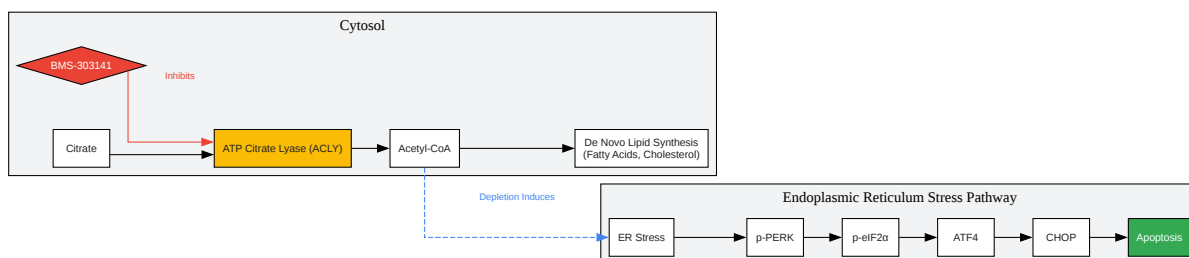 Cytosol
BMS-303141
Inhibits
Citrate
ATP Citrate Lyase (ACLY)
Acetyl-CoA
De Novo Lipid Synthesis
(Fatty Acids, Cholesterol)
Depletion Induces
Endoplasmic Reticulum Stress Pathway
ER Stress
p-PERK
p-eIF2α
ATF4
CHOP
Apoptosis